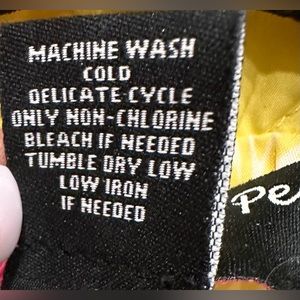 MACHINE WASH
COLD
DELICATE CYCLE
ONLY NON-CHLORINE
BLEACH IF NEEDED
TUMBLE DRY LOW
LOW IRON
IF NEEDED